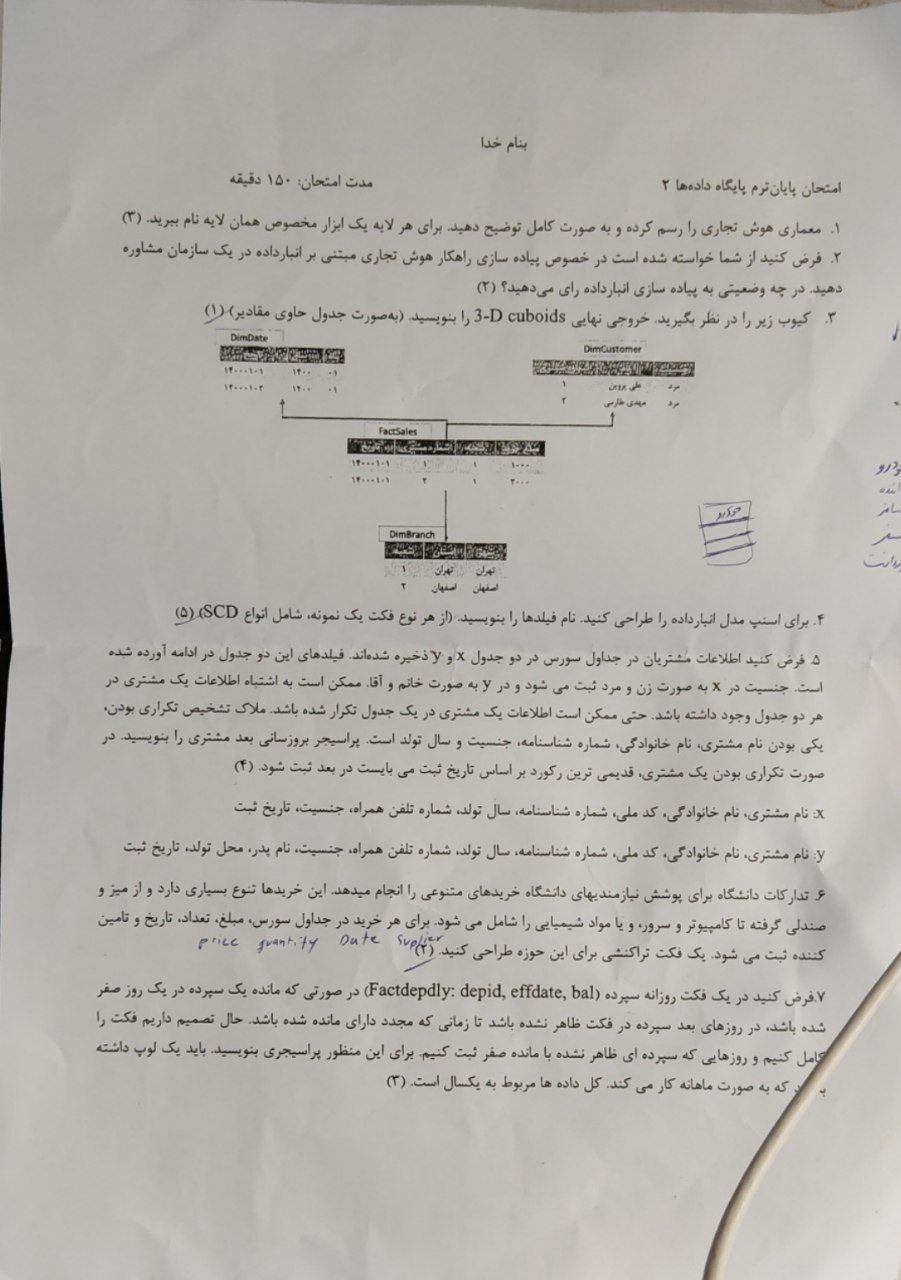 بنام خدا
امتحان پایان‌ترم پایگاه داده‌ها ۲
مدت امتحان: ۱۵۰ دقیقه
۱. معماری هوش تجاری را رسم کرده و به صورت کامل توضیح دهید. برای هر لایه یک ابزار مخصوص همان لایه نام ببرید. (۳)
۲. فرض کنید از شما خواسته شده است در خصوص پیاده سازی راهکار هوش تجاری مبتنی بر انبارداده در یک سازمان مشاوره
دهید. در چه وضعیتی به پیاده سازی انبارداده رای می‌دهید؟ (۲)
۳. کیوب زیر را در نظر بگیرید. خروجی نهایی 3-D cuboids را بنویسید. (به‌صورت جدول حاوی مقادیر) (۱)
DimDate
۱۴۰۰۰۱۰۱ ۱۴۰۰ ۰۱
۱۴۰۰۰۱۰۲ ۱۴۰۰ ۰۱
DimCustomer
۱ علی پروین مرد
۲ مهدی طارمی مرد
FactSales
تاریخ شماره مشتری شعبه مبلغ خرید
۱۴۰۰۰۱۰۱ ۱ ۱ ۱۰۰۰
۱۴۰۰۰۱۰۱ ۲ ۱ ۲۰۰۰
DimBranch
شعبه استان شهر
۱ تهران تهران
۲ اصفهان اصفهان
۴. برای اسنپ مدل انبارداده را طراحی کنید. نام فیلدها را بنویسید. (از هر نوع فکت یک نمونه، شامل انواع SCD) (۵)
۵. فرض کنید اطلاعات مشتریان در جداول سورس در دو جدول x و y ذخیره شده‌اند. فیلدهای این دو جدول در ادامه آورده شده
است. جنسیت در x به صورت زن و مرد ثبت می شود و در y به صورت خانم و آقا. ممکن است به اشتباه اطلاعات یک مشتری در
هر دو جدول وجود داشته باشد. حتی ممکن است اطلاعات یک مشتری در یک جدول تکرار شده باشد. ملاک تشخیص تکراری بودن،
یکی بودن نام مشتری، نام خانوادگی، شماره شناسنامه، جنسیت و سال تولد است. پراسیجر بروزسانی بعد مشتری را بنویسید. در
صورت تکراری بودن یک مشتری، قدیمی ترین رکورد بر اساس تاریخ ثبت می بایست در بعد ثبت شود. (۴)
x: نام مشتری، نام خانوادگی، کد ملی، شماره شناسنامه، سال تولد، شماره تلفن همراه، جنسیت، تاریخ ثبت
y: نام مشتری، نام خانوادگی، کد ملی، شماره شناسنامه، سال تولد، شماره تلفن همراه، جنسیت، نام پدر، محل تولد، تاریخ ثبت
۶. تدارکات دانشگاه برای پوشش نیازمندیهای دانشگاه خریدهای متنوعی را انجام میدهد. این خریدها تنوع بسیاری دارد و از میز و
صندلی گرفته تا کامپیوتر و سرور، و یا مواد شیمیایی را شامل می شود. برای هر خرید در جداول سورس، مبلغ، تعداد، تاریخ و تامین
کننده ثبت می شود. یک فکت تراکنشی برای این حوزه طراحی کنید. (۲)
price quantity Date Suplier
۷.فرض کنید در یک فکت روزانه سپرده (Factdepdly: depid, effdate, bal) در صورتی که مانده یک سپرده در یک روز صفر
شده باشد، در روزهای بعد سپرده در فکت ظاهر نشده باشد تا زمانی که مجدد دارای مانده شده باشد. حال تصمیم داریم فکت را
کامل کنیم و روزهایی که سپرده ای ظاهر نشده با مانده صفر ثبت کنیم. برای این منظور پراسیجری بنویسید. باید یک لوپ داشته
که به صورت ماهانه کار می کند. کل داده ها مربوط به یکسال است. (۳)